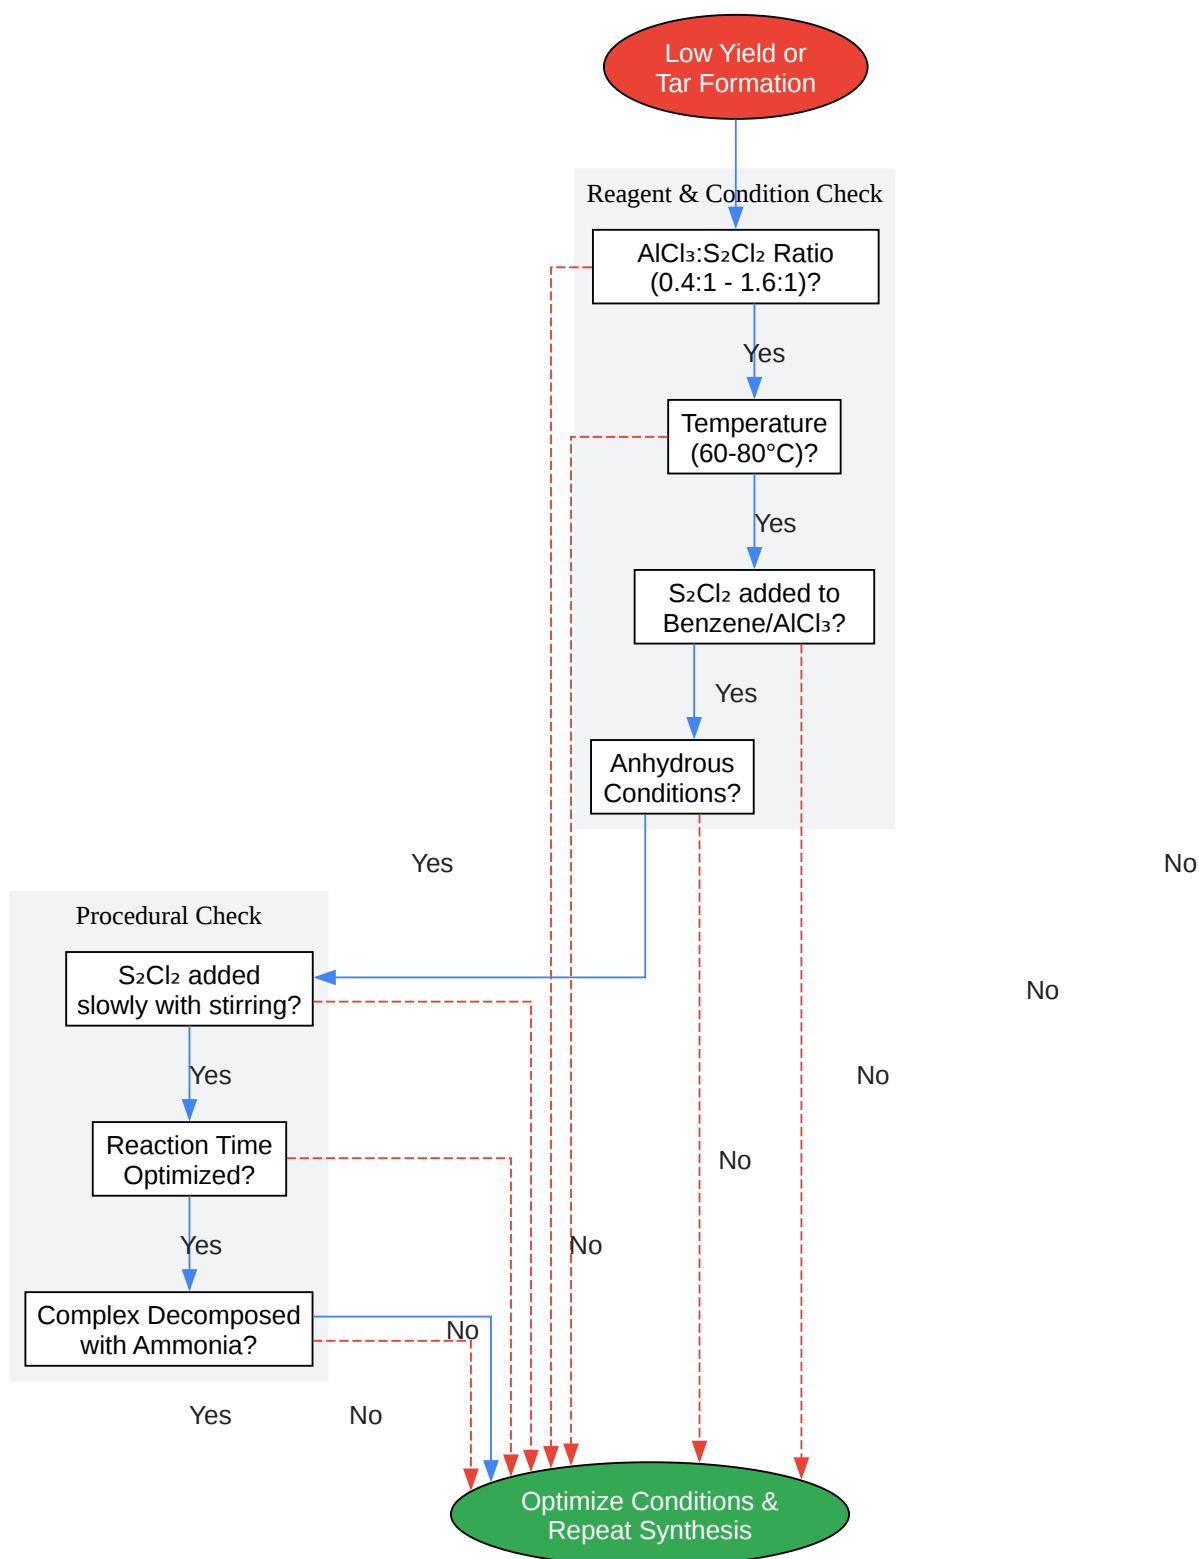 Low Yield or
Tar Formation
Reagent & Condition Check
AlCl₃:S₂Cl₂ Ratio
(0.4:1 - 1.6:1)?
Yes
Temperature
(60-80°C)?
Yes
S₂Cl₂ added to
Benzene/AlCl₃?
Yes
Anhydrous
Conditions?
Yes
No
Procedural Check
S₂Cl₂ added
slowly with stirring?
No
Yes
No
Reaction Time
Optimized?
No
Yes
No
Complex Decomposed
with Ammonia?
No
Yes
No
Optimize Conditions &
Repeat Synthesis